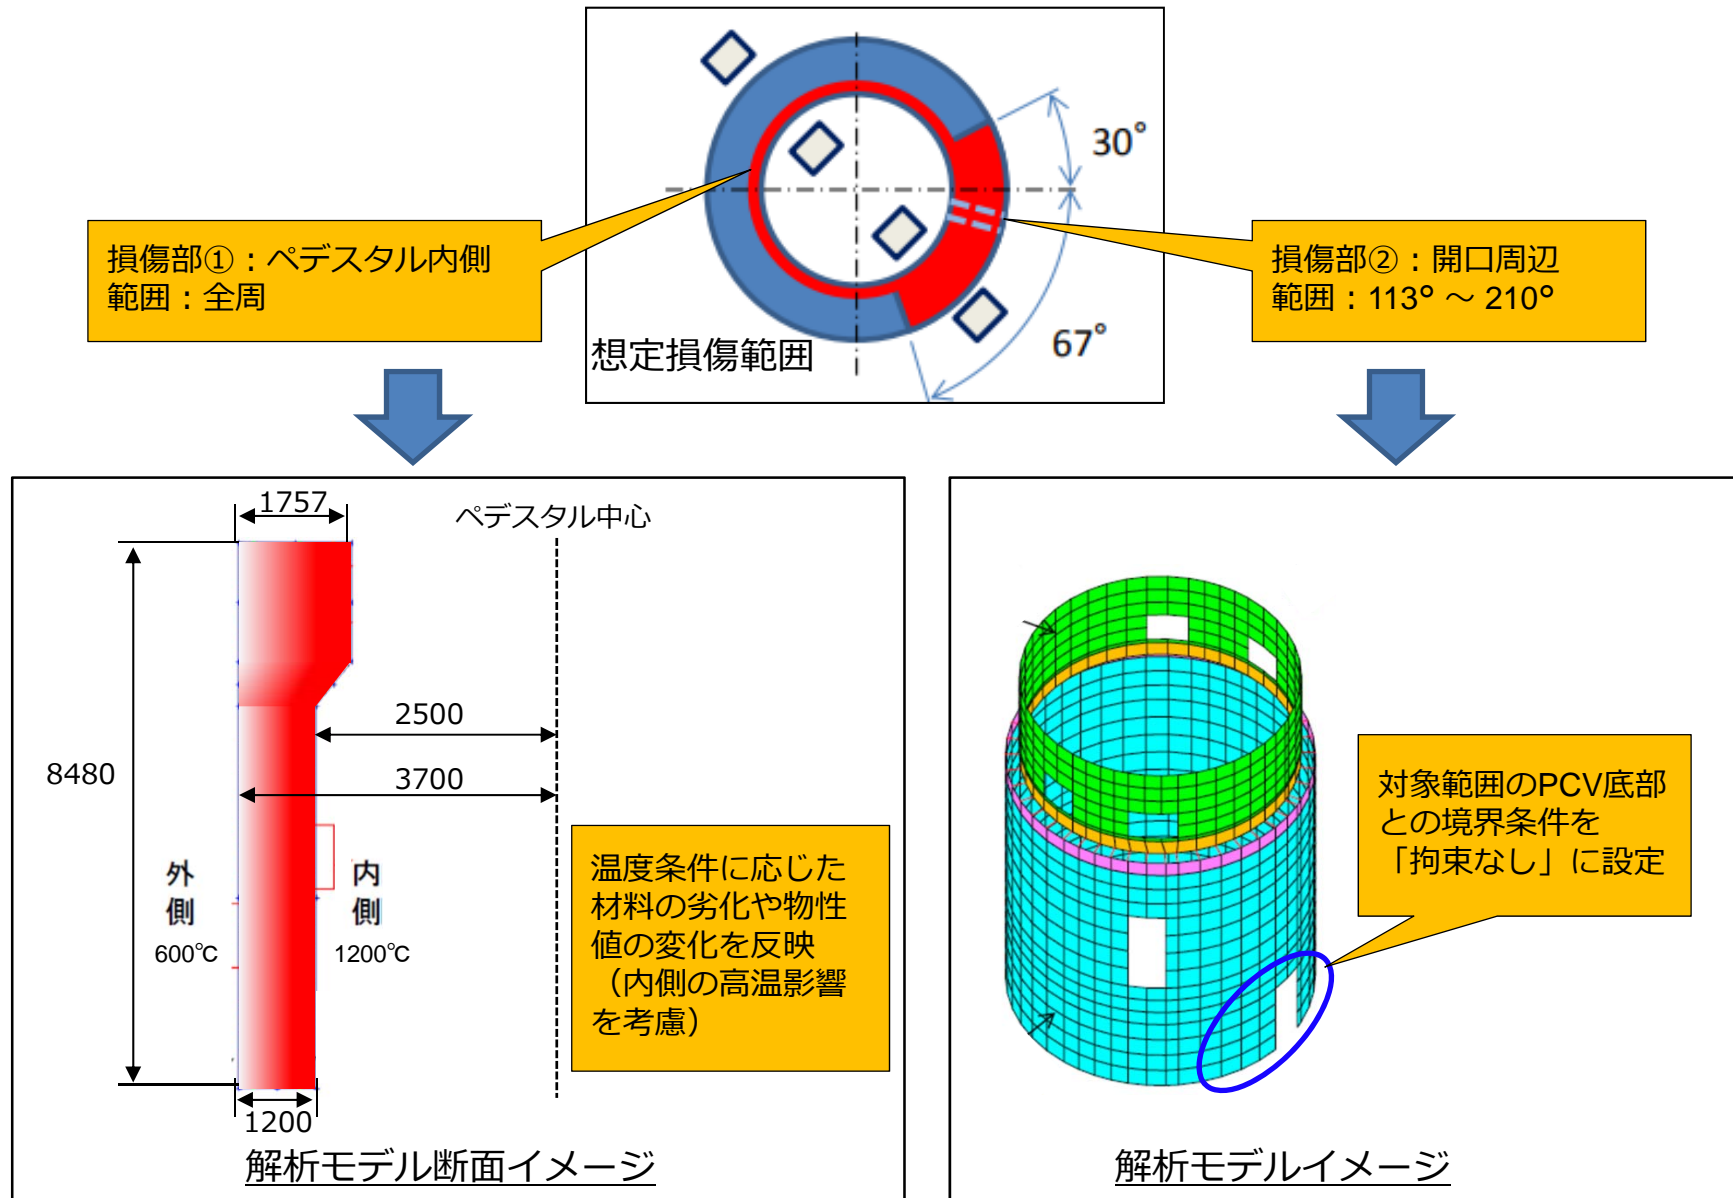 30°
67°
想定損傷範囲
損傷部①：ペデスタル内側
範囲：全周
損傷部②：開口周辺
範囲：113° ～ 210°
1757
ペデスタル中心
2500
3700
8480
外側
600℃
内側
1200℃
1200
温度条件に応じた
材料の劣化や物性
値の変化を反映
（内側の高温影響
を考慮）
解析モデル断面イメージ
対象範囲のPCV底部
との境界条件を
「拘束なし」に設定
解析モデルイメージ